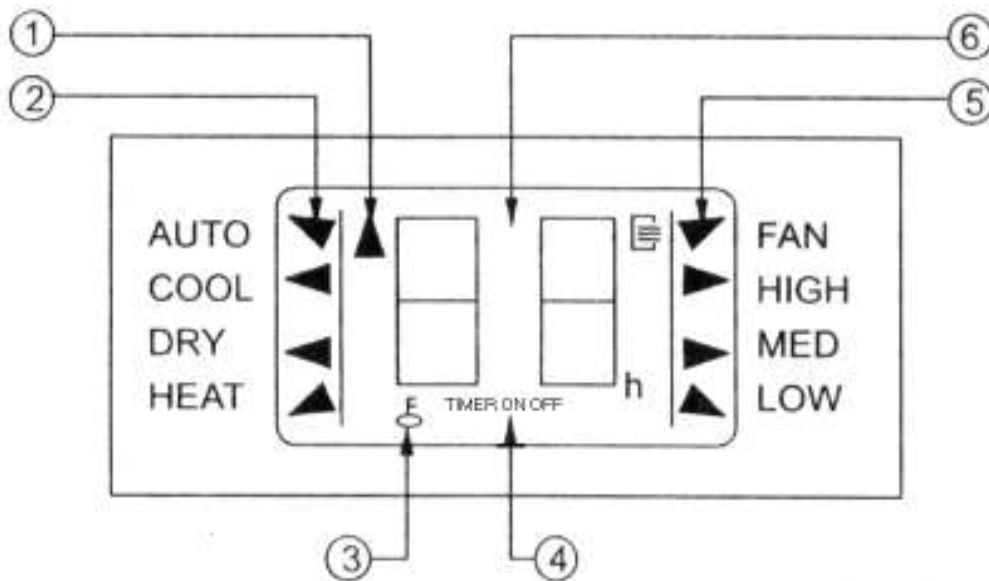 1
6
2
5
AUTO
FAN
COOL
HIGH
DRY
MED
HEAT
h
LOW
TIMER ON OFF
3
4